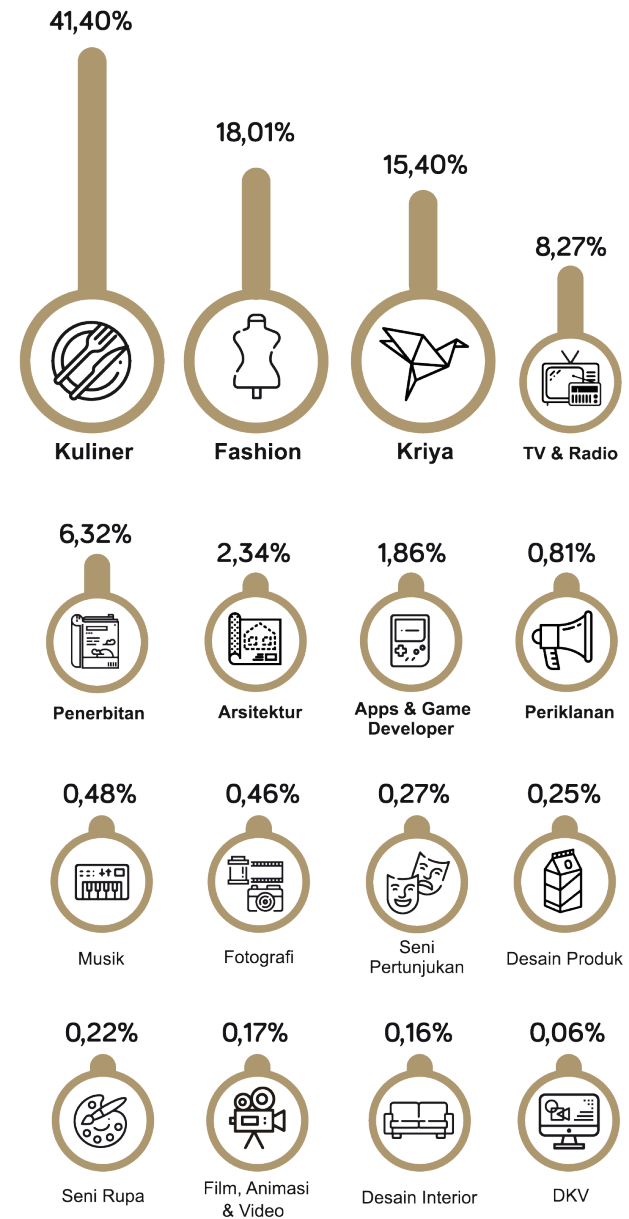 41,40%
18,01%
15,40%
8,27%
Kuliner
Fashion
Kriya
TV & Radio
6,32%
2,34%
1,86%
0,81%
Penerbitan
Arsitektur
Apps & Game
Developer
Periklanan
0,48%
0,46%
0,27%
0,25%
Musik
Fotografi
Seni
Pertunjukan
Desain Produk
0,22%
0,17%
0,16%
0,06%
Seni Rupa
Film, Animasi
& Video
Desain Interior
DKV